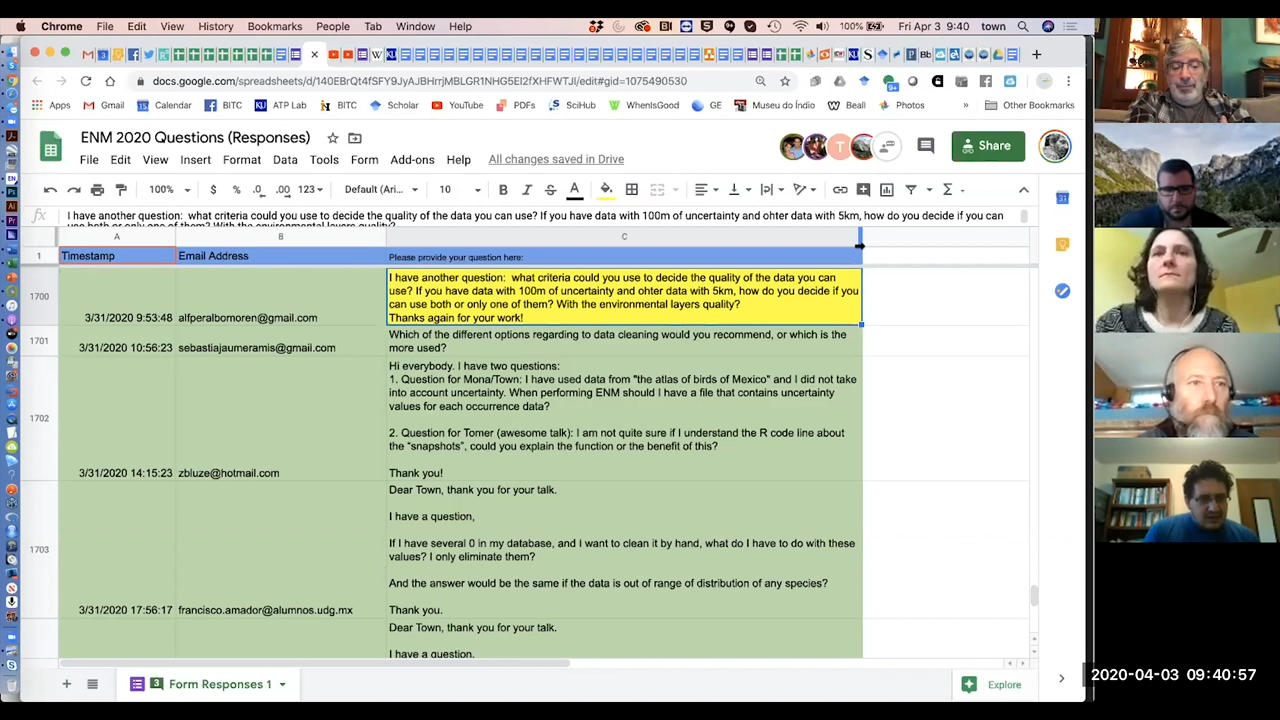 Chrome File Edit View History Bookmarks People Tab Window Help 100% Fri Apr 3 9:40 town
docs.google.com/spreadsheets/d/140EBrQt4fSFY9JyAJBHrrjMBLGR1NHG5EI2fXHFWTJI/edit#gid=1075490530
Apps Gmail Calendar BITC ATP Lab BITC Scholar YouTube PDFs SciHub WhenIsGood GE Museu do Índio Beall Photos » Other Bookmarks
ENM 2020 Questions (Responses)
File Edit View Insert Format Data Tools Form Add-ons Help All changes saved in Drive
Share
100% $ % .0 .00 123 Default (Ari... 10 B I S A
fx I have another question: what criteria could you use to decide the quality of the data you can use? If you have data with 100m of uncertainty and ohter data with 5km, how do you decide if you can
use both or only one of them? With the environmental layers quality?
A B C
1 Timestamp Email Address Please provide your question here:
I have another question: what criteria could you use to decide the quality of the data you can
use? If you have data with 100m of uncertainty and ohter data with 5km, how do you decide if you
can use both or only one of them? With the environmental layers quality?
Thanks again for your work!
1700 3/31/2020 9:53:48 alfperalbomoren@gmail.com
Which of the different options regarding to data cleaning would you recommend, or which is the
more used?
1701 3/31/2020 10:56:23 sebastiajaumeramis@gmail.com
Hi everybody. I have two questions:
1. Question for Mona/Town: I have used data from "the atlas of birds of Mexico" and I did not take
into account uncertainty. When performing ENM should I have a file that contains uncertainty
values for each occurrence data?
2. Question for Tomer (awesome talk): I am not quite sure if I understand the R code line about
the “snapshots”, could you explain the function or the benefit of this?
Thank you!
1702 3/31/2020 14:15:23 zbluze@hotmail.com
Dear Town, thank you for your talk.
I have a question,
If I have several 0 in my database, and I want to clean it by hand, what do I have to do with these
values? I only eliminate them?
And the answer would be the same if the data is out of range of distribution of any species?
Thank you.
1703 3/31/2020 17:56:17 francisco.amador@alumnos.udg.mx
Dear Town, thank you for your talk.
I have a question,
3 Form Responses 1
Explore
2020-04-03 09:40:57